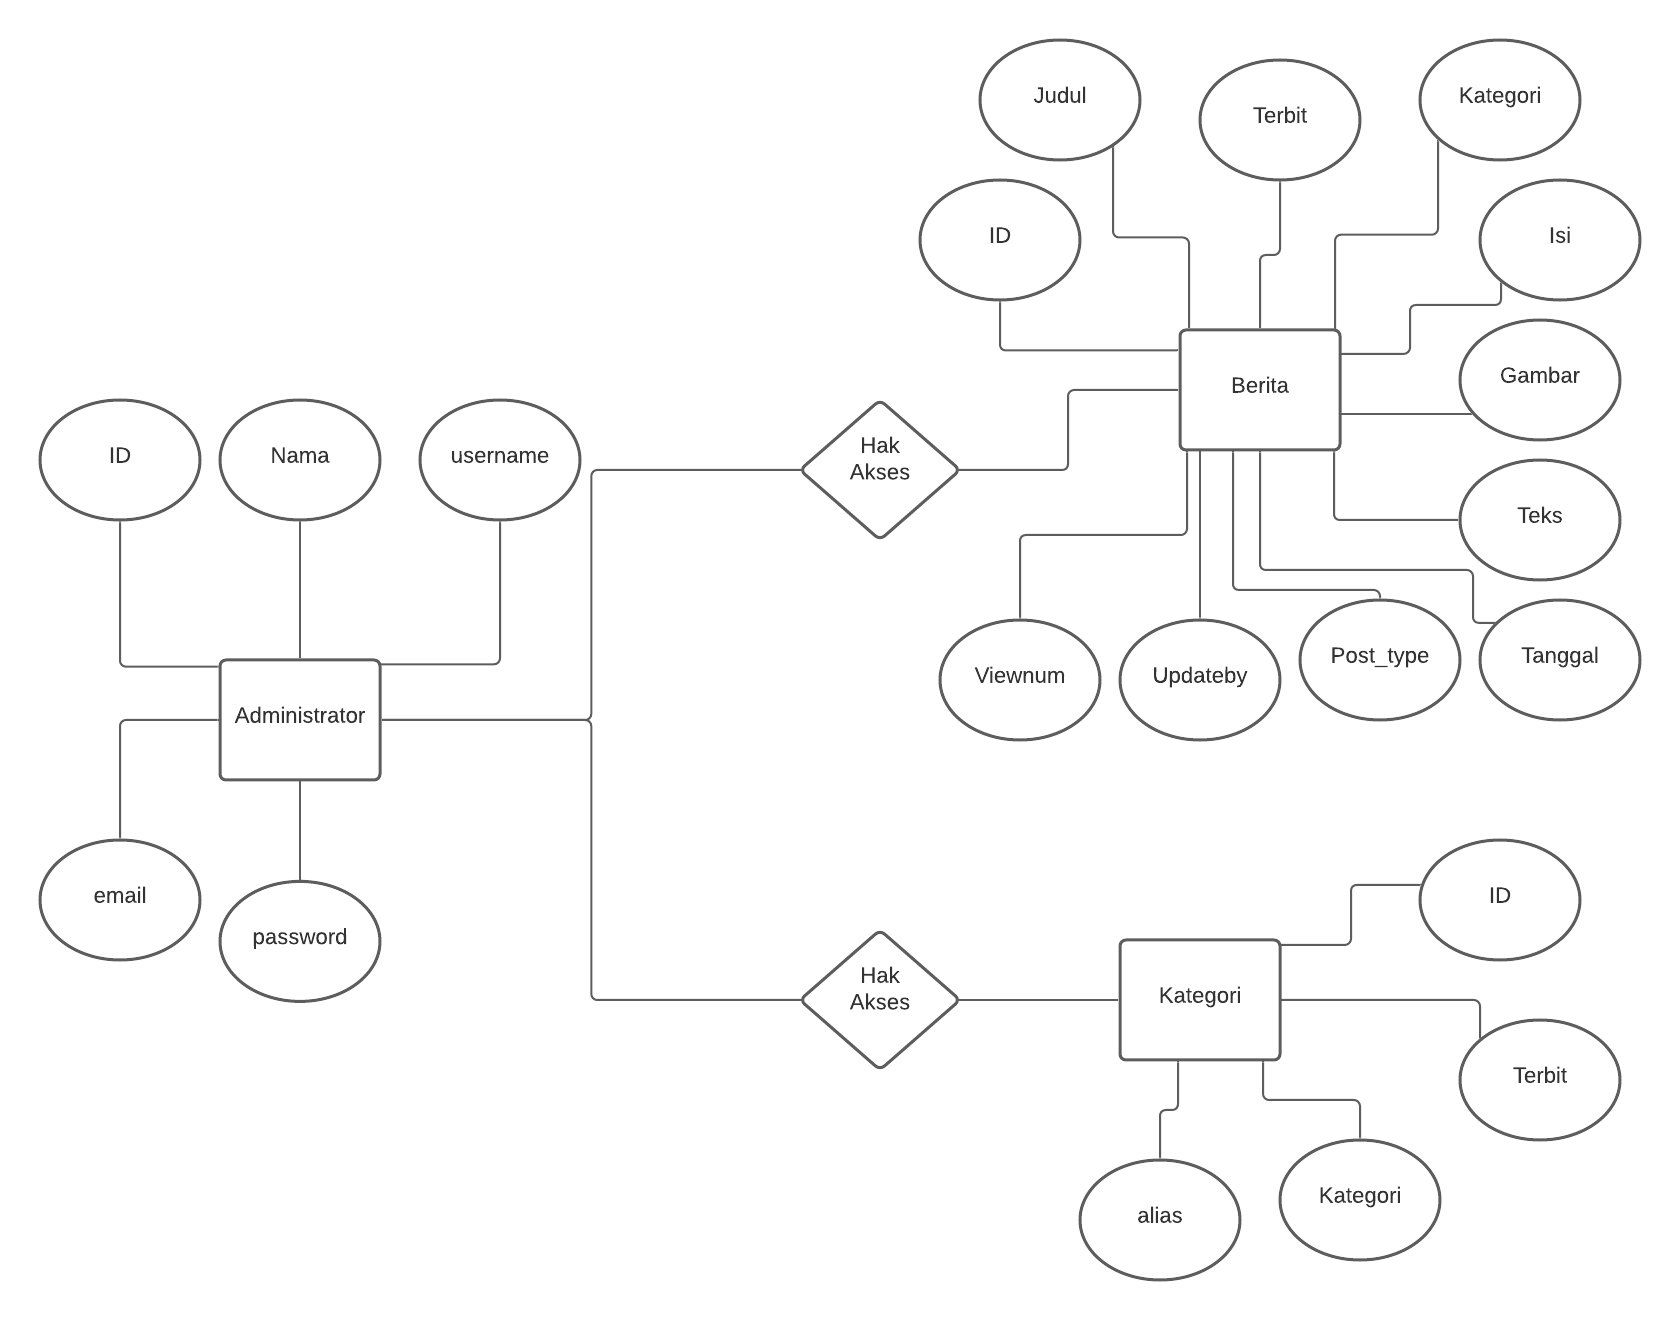 Judul
Terbit
Kategori
ID
Isi
Gambar
Berita
Hak
Akses
ID
Nama
username
Teks
Viewnum
Updateby
Post_type
Tanggal
Administrator
email
password
ID
Hak
Akses
Kategori
Terbit
Kategori
alias